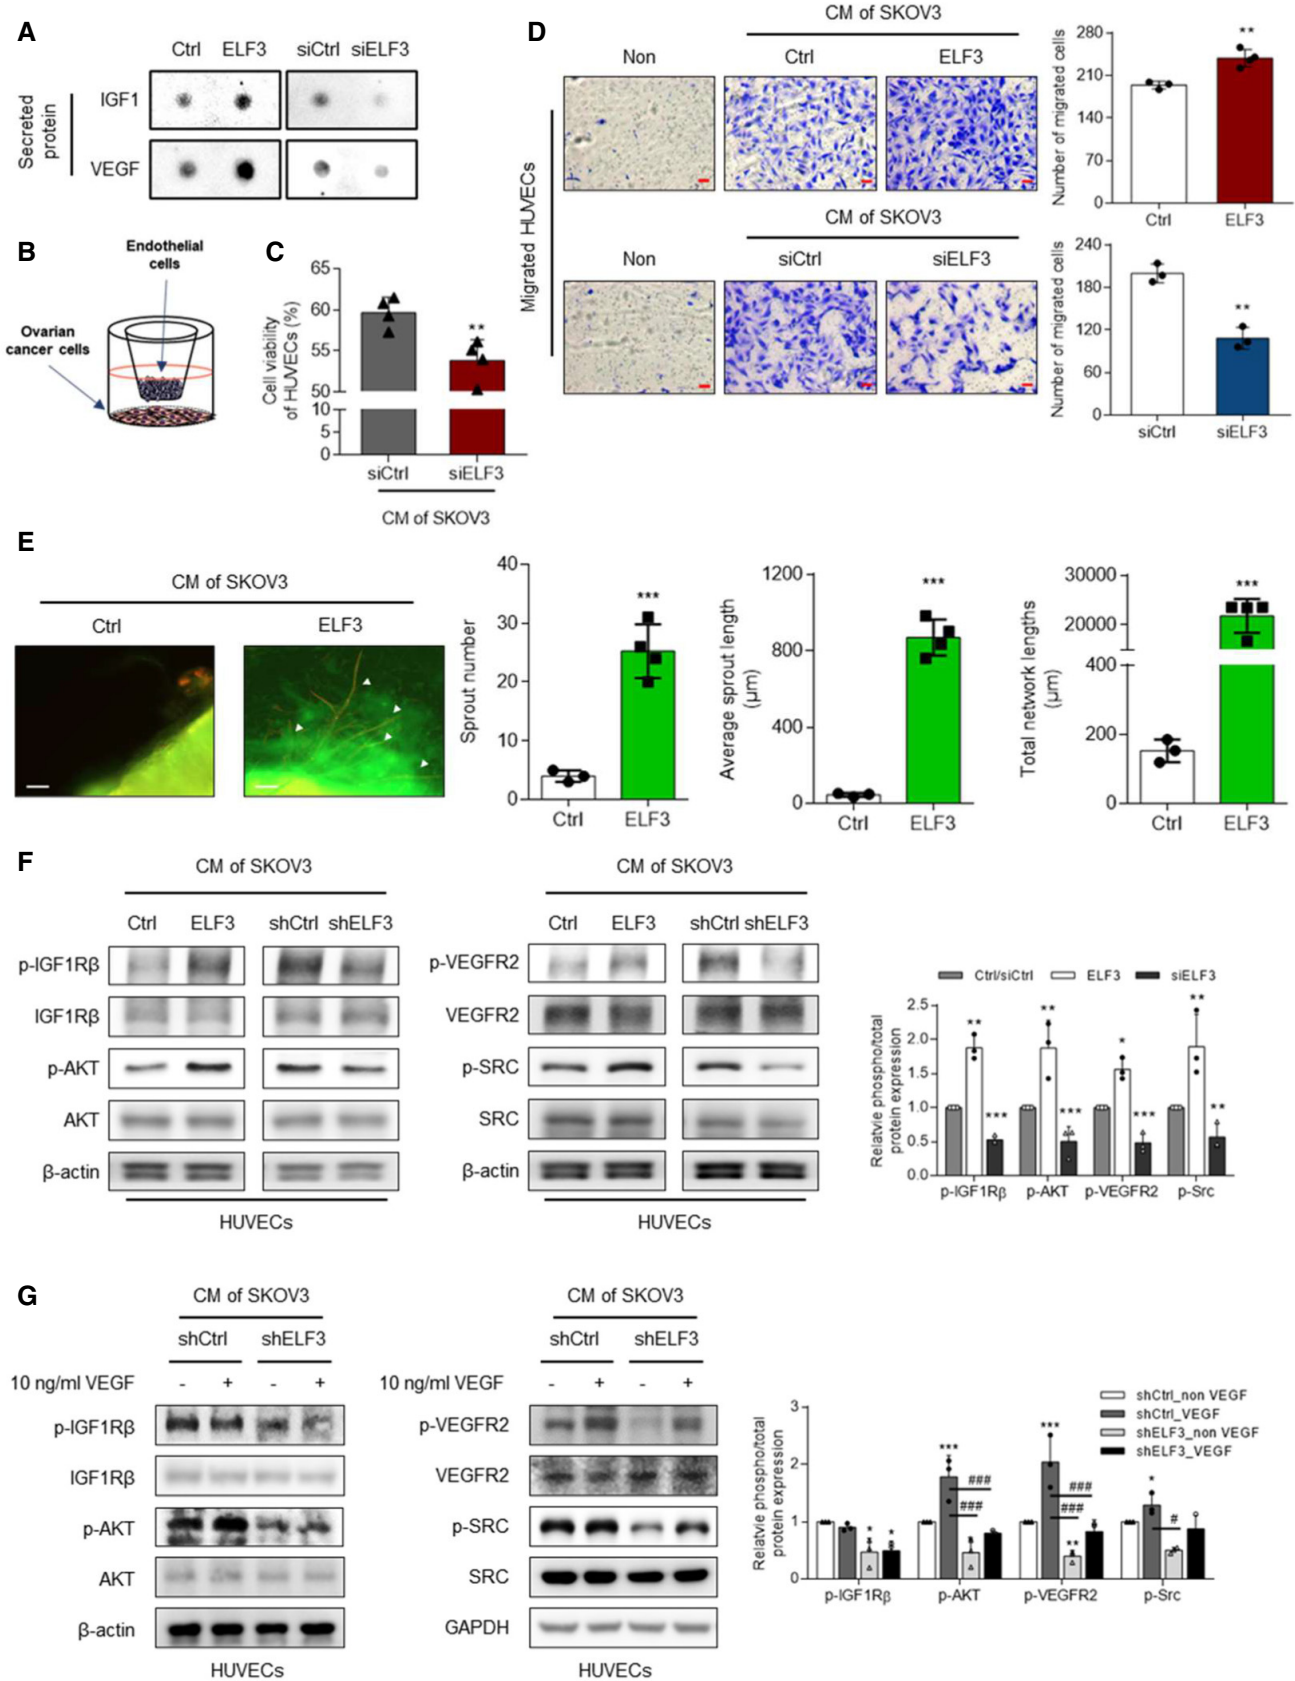 A
Ctrl ELF3 siCtrl siELF3
Secreted protein
IGF1
VEGF
B
Endothelial
cells
Ovarian
cancer cells
C
Cell viability
of HUVECs (%)
65
60
55
50
10
5
0
**
siCtrl siELF3
CM of SKOV3
D
Migrated HUVECs
CM of SKOV3
Non Ctrl ELF3
Number of migrated cells
280
210
140
70
0
**
Ctrl ELF3
CM of SKOV3
Non siCtrl siELF3
Number of migrated cells
240
180
120
60
0
**
siCtrl siELF3
E
CM of SKOV3
Ctrl ELF3
Sprout number
40
30
20
10
0
***
Ctrl ELF3
Average sprout length
(µm)
1200
800
400
0
***
Ctrl ELF3
Total network lengths
(µm)
30000
20000
400
200
0
***
Ctrl ELF3
F
CM of SKOV3
Ctrl ELF3 shCtrl shELF3
p-IGF1Rβ
IGF1Rβ
p-AKT
AKT
β-actin
HUVECs
CM of SKOV3
Ctrl ELF3 shCtrl shELF3
p-VEGFR2
VEGFR2
p-SRC
SRC
β-actin
HUVECs
Ctrl/siCtrl ELF3 siELF3
Relatvie phospho/total
protein expression
2.5
2.0
1.5
1.0
0.5
0.0
** *** ** *** * *** ** **
p-IGF1Rβ p-AKT p-VEGFR2 p-Src
G
CM of SKOV3
shCtrl shELF3
10 ng/ml VEGF - + - +
p-IGF1Rβ
IGF1Rβ
p-AKT
AKT
β-actin
HUVECs
CM of SKOV3
shCtrl shELF3
10 ng/ml VEGF - + - +
p-VEGFR2
VEGFR2
p-SRC
SRC
GAPDH
HUVECs
shCtrl_non VEGF
shCtrl_VEGF
shELF3_non VEGF
shELF3_VEGF
Relatvie phospho/total
protein expression
3
2
1
0
* * *** ### ### *** ### ### ** * #
p-IGF1Rβ p-AKT p-VEGFR2 p-Src